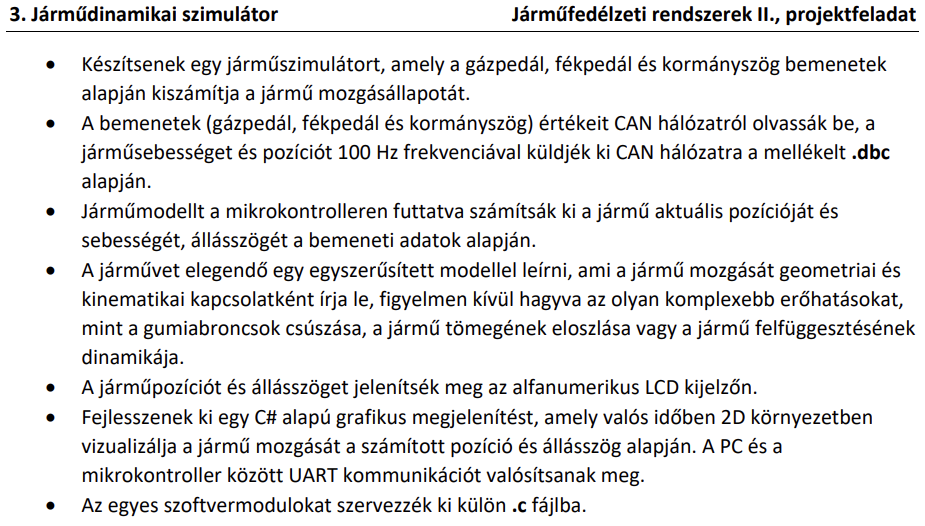 3. Járműdinamikai szimulátor Járműfedélzeti rendszerek II., projektfeladat
• Készítsenek egy járműszimulátort, amely a gázpedál, fékpedál és kormányszög bemenetek
alapján kiszámítja a jármű mozgásállapotát.
• A bemenetek (gázpedál, fékpedál és kormányszög) értékeit CAN hálózatról olvassák be, a
járműsebességet és pozíciót 100 Hz frekvenciával küldjék ki CAN hálózatra a mellékelt .dbc
alapján.
• Járműmodellt a mikrokontrolleren futtatva számítsák ki a jármű aktuális pozícióját és
sebességét, állásszögét a bemeneti adatok alapján.
• A járművet elegendő egy egyszerűsített modellel leírni, ami a jármű mozgását geometriai és
kinematikai kapcsolatként írja le, figyelmen kívül hagyva az olyan komplexebb erőhatásokat,
mint a gumiabroncsok csúszása, a jármű tömegének eloszlása vagy a jármű felfüggesztésének
dinamikája.
• A járműpozíciót és állásszöget jelenítsék meg az alfanumerikus LCD kijelzőn.
• Fejlesszenek ki egy C# alapú grafikus megjelenítést, amely valós időben 2D környezetben
vizualizálja a jármű mozgását a számított pozíció és állásszög alapján. A PC és a
mikrokontroller között UART kommunikációt valósítsanak meg.
• Az egyes szoftvermodulokat szervezzék ki külön .c fájlba.